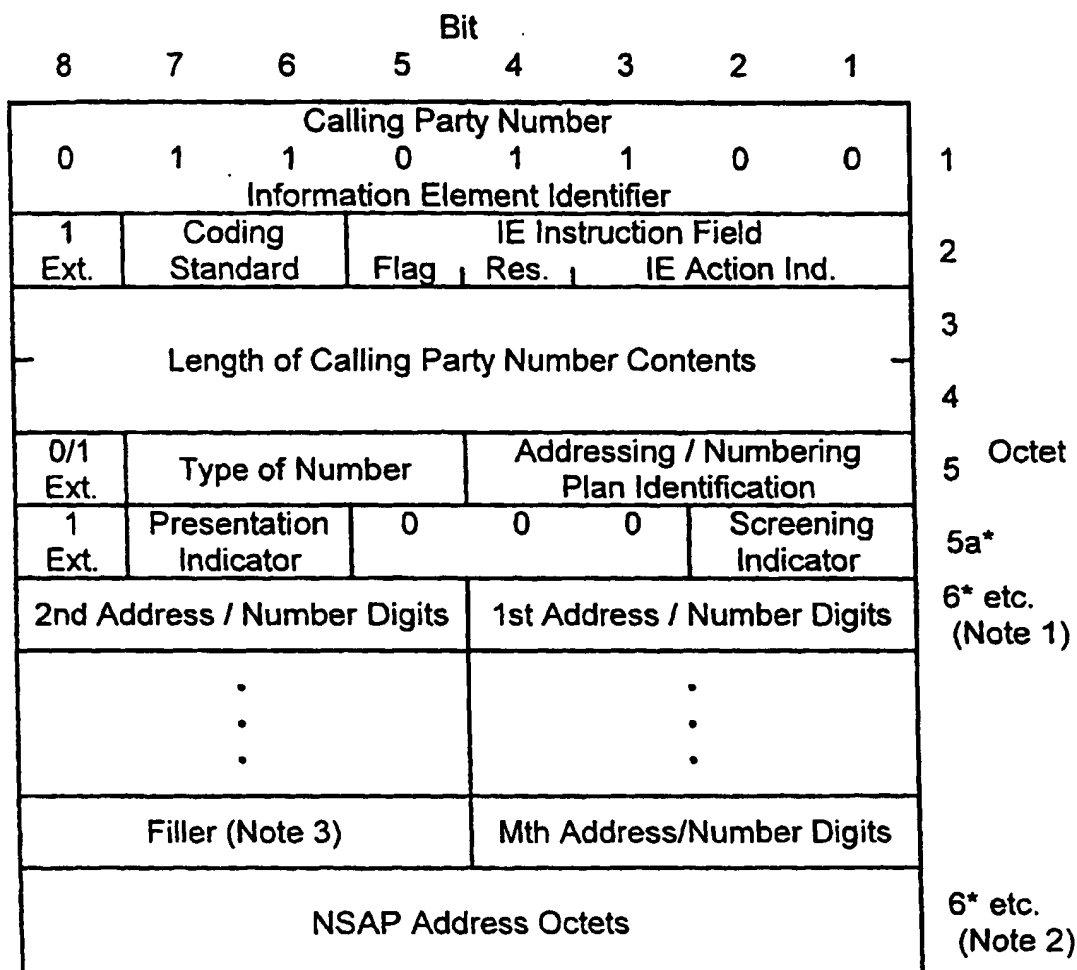 Bit
8 7 6 5 4 3 2 1
Calling Party Number
0 1 1 0 1 1 0 0 1
Information Element Identifier
1 Ext. Coding Standard IE Instruction Field Flag Res. IE Action Ind. 2
3
Length of Calling Party Number Contents
4
0/1 Ext. Type of Number Addressing / Numbering Plan Identification 5 Octet
1 Ext. Presentation Indicator 0 0 0 Screening Indicator 5a*
2nd Address / Number Digits 1st Address / Number Digits 6* etc. (Note 1)
Filler (Note 3) Mth Address/Number Digits
NSAP Address Octets 6* etc. (Note 2)